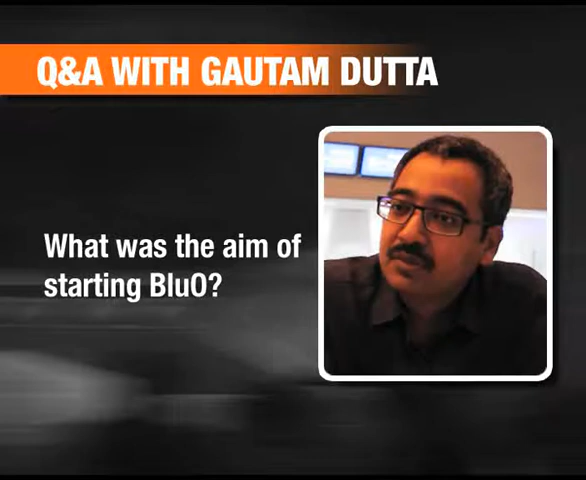 Q&A WITH GAUTAM DUTTA
What was the aim of
starting BluO?